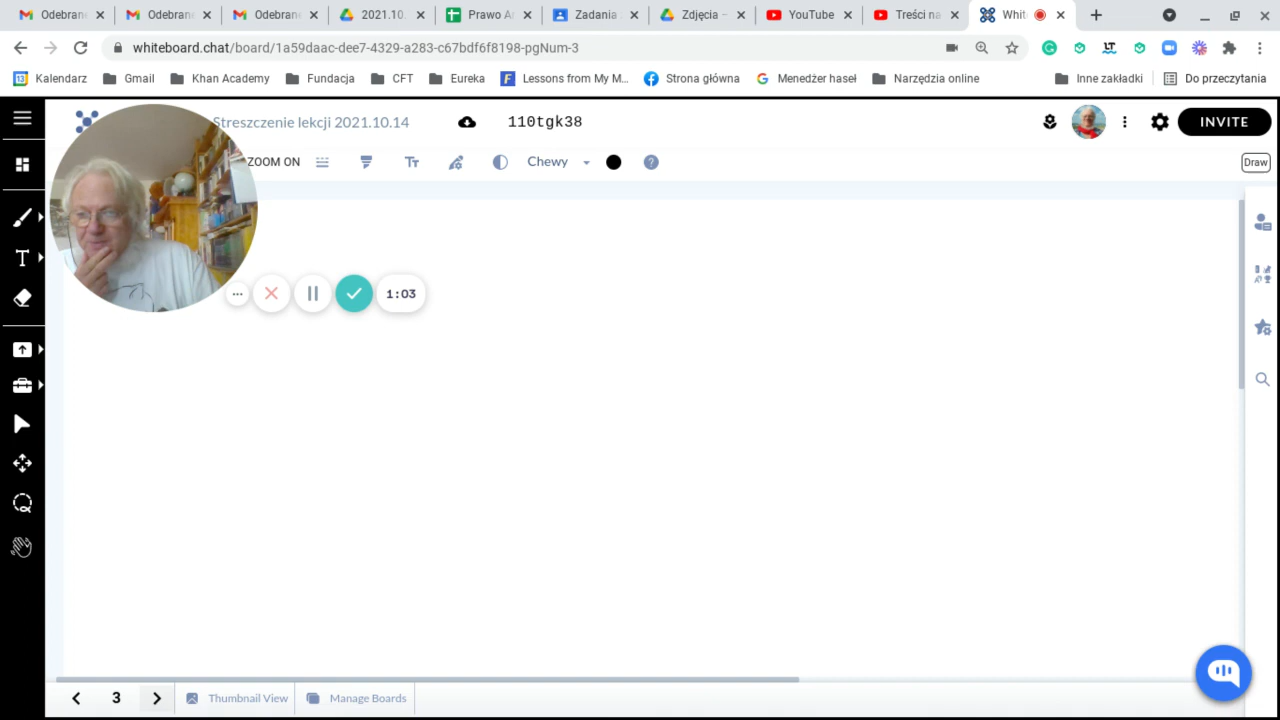 Odebrane
Odebrane
Odebrane
2021.10.
Prawo A
Zadania
Zdjęcia –
YouTube
Treści na
Whit
whiteboard.chat/board/1a59daac-dee7-4329-a283-c67bdf6f8198-pgNum-3
Kalendarz
Gmail
Khan Academy
Fundacja
CFT
Eureka
Lessons from My M...
Strona główna
Menedżer haseł
Narzędzia online
Inne zakładki
Do przeczytania
Streszczenie lekcji 2021.10.14
110tgk38
INVITE
ZOOM ON
Chewy
Draw
1:03
3
Thumbnail View
Manage Boards